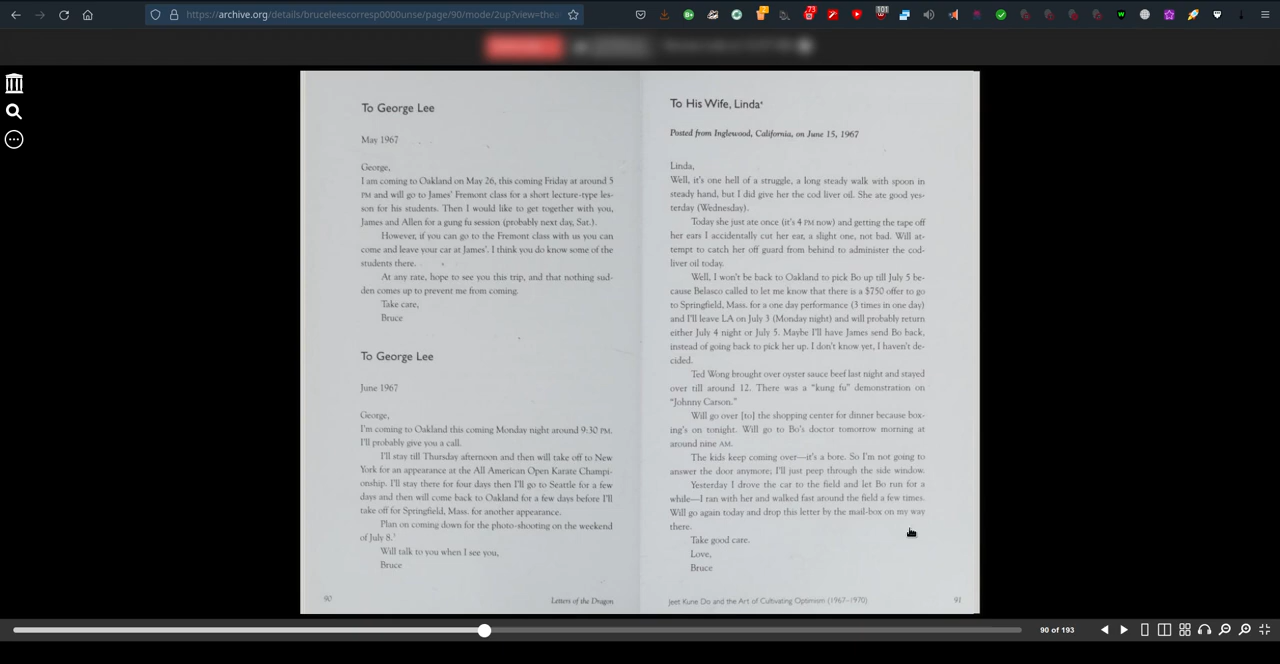 https://archive.org/details/bruceleescorresp0000unse/page/90/mode/2up?view=thea
73
101
To George Lee
May 1967
George,
I am coming to Oakland on May 26, this coming Friday at around 5
PM and will go to James' Fremont class for a short lecture-type les-
son for his students. Then I would like to get together with you,
James and Allen for a gung fu session (probably next day, Sat.).
However, if you can go to the Fremont class with us you can
come and leave your car at James'. I think you do know some of the
students there.
At any rate, hope to see you this trip, and that nothing sud-
den comes up to prevent me from coming.
Take care,
Bruce
To George Lee
June 1967
George,
I'm coming to Oakland this coming Monday night around 9:30 PM.
I'll probably give you a call.
I'll stay till Thursday afternoon and then will take off to New
York for an appearance at the All American Open Karate Champi-
onship. I'll stay there for four days then I'll go to Seattle for a few
days and then will come back to Oakland for a few days before I'll
take off for Springfield, Mass. for another appearance.
Plan on coming down for the photo-shooting on the weekend
of July 8.
Will talk to you when I see you,
Bruce
90
Letters of the Dragon
To His Wife, Linda
Posted from Inglewood, California, on June 15, 1967
Linda,
Well, it's one hell of a struggle, a long steady walk with spoon in
steady hand, but I did give her the cod liver oil. She ate good yes-
terday (Wednesday).
Today she just ate once (it's 4 PM now) and getting the tape off
her ears I accidentally cut her ear, a slight one, not bad. Will at-
tempt to catch her off guard from behind to administer the cod-
liver oil today.
Well, I won't be back to Oakland to pick Bo up till July 5 be-
cause Belasco called to let me know that there is a $750 offer to go
to Springfield, Mass. for a one day performance (3 times in one day)
and I'll leave LA on July 3 (Monday night) and will probably return
either July 4 night or July 5. Maybe I'll have James send Bo back,
instead of going back to pick her up. I don't know yet, I haven't de-
cided.
Ted Wong brought over oyster sauce beef last night and stayed
over till around 12. There was a "kung fu" demonstration on
"Johnny Carson."
Will go over [to] the shopping center for dinner because box-
ing's on tonight. Will go to Bo's doctor tomorrow morning at
around nine AM.
The kids keep coming over—it's a bore. So I'm not going to
answer the door anymore; I'll just peep through the side window.
Yesterday I drove the car to the field and let Bo run for a
while—I ran with her and walked fast around the field a few times.
Will go again today and drop this letter by the mail-box on my way
there.
Take good care.
Love,
Bruce
Jeet Kune Do and the Art of Cultivating Optimism (1967–1970)
91
90 of 193